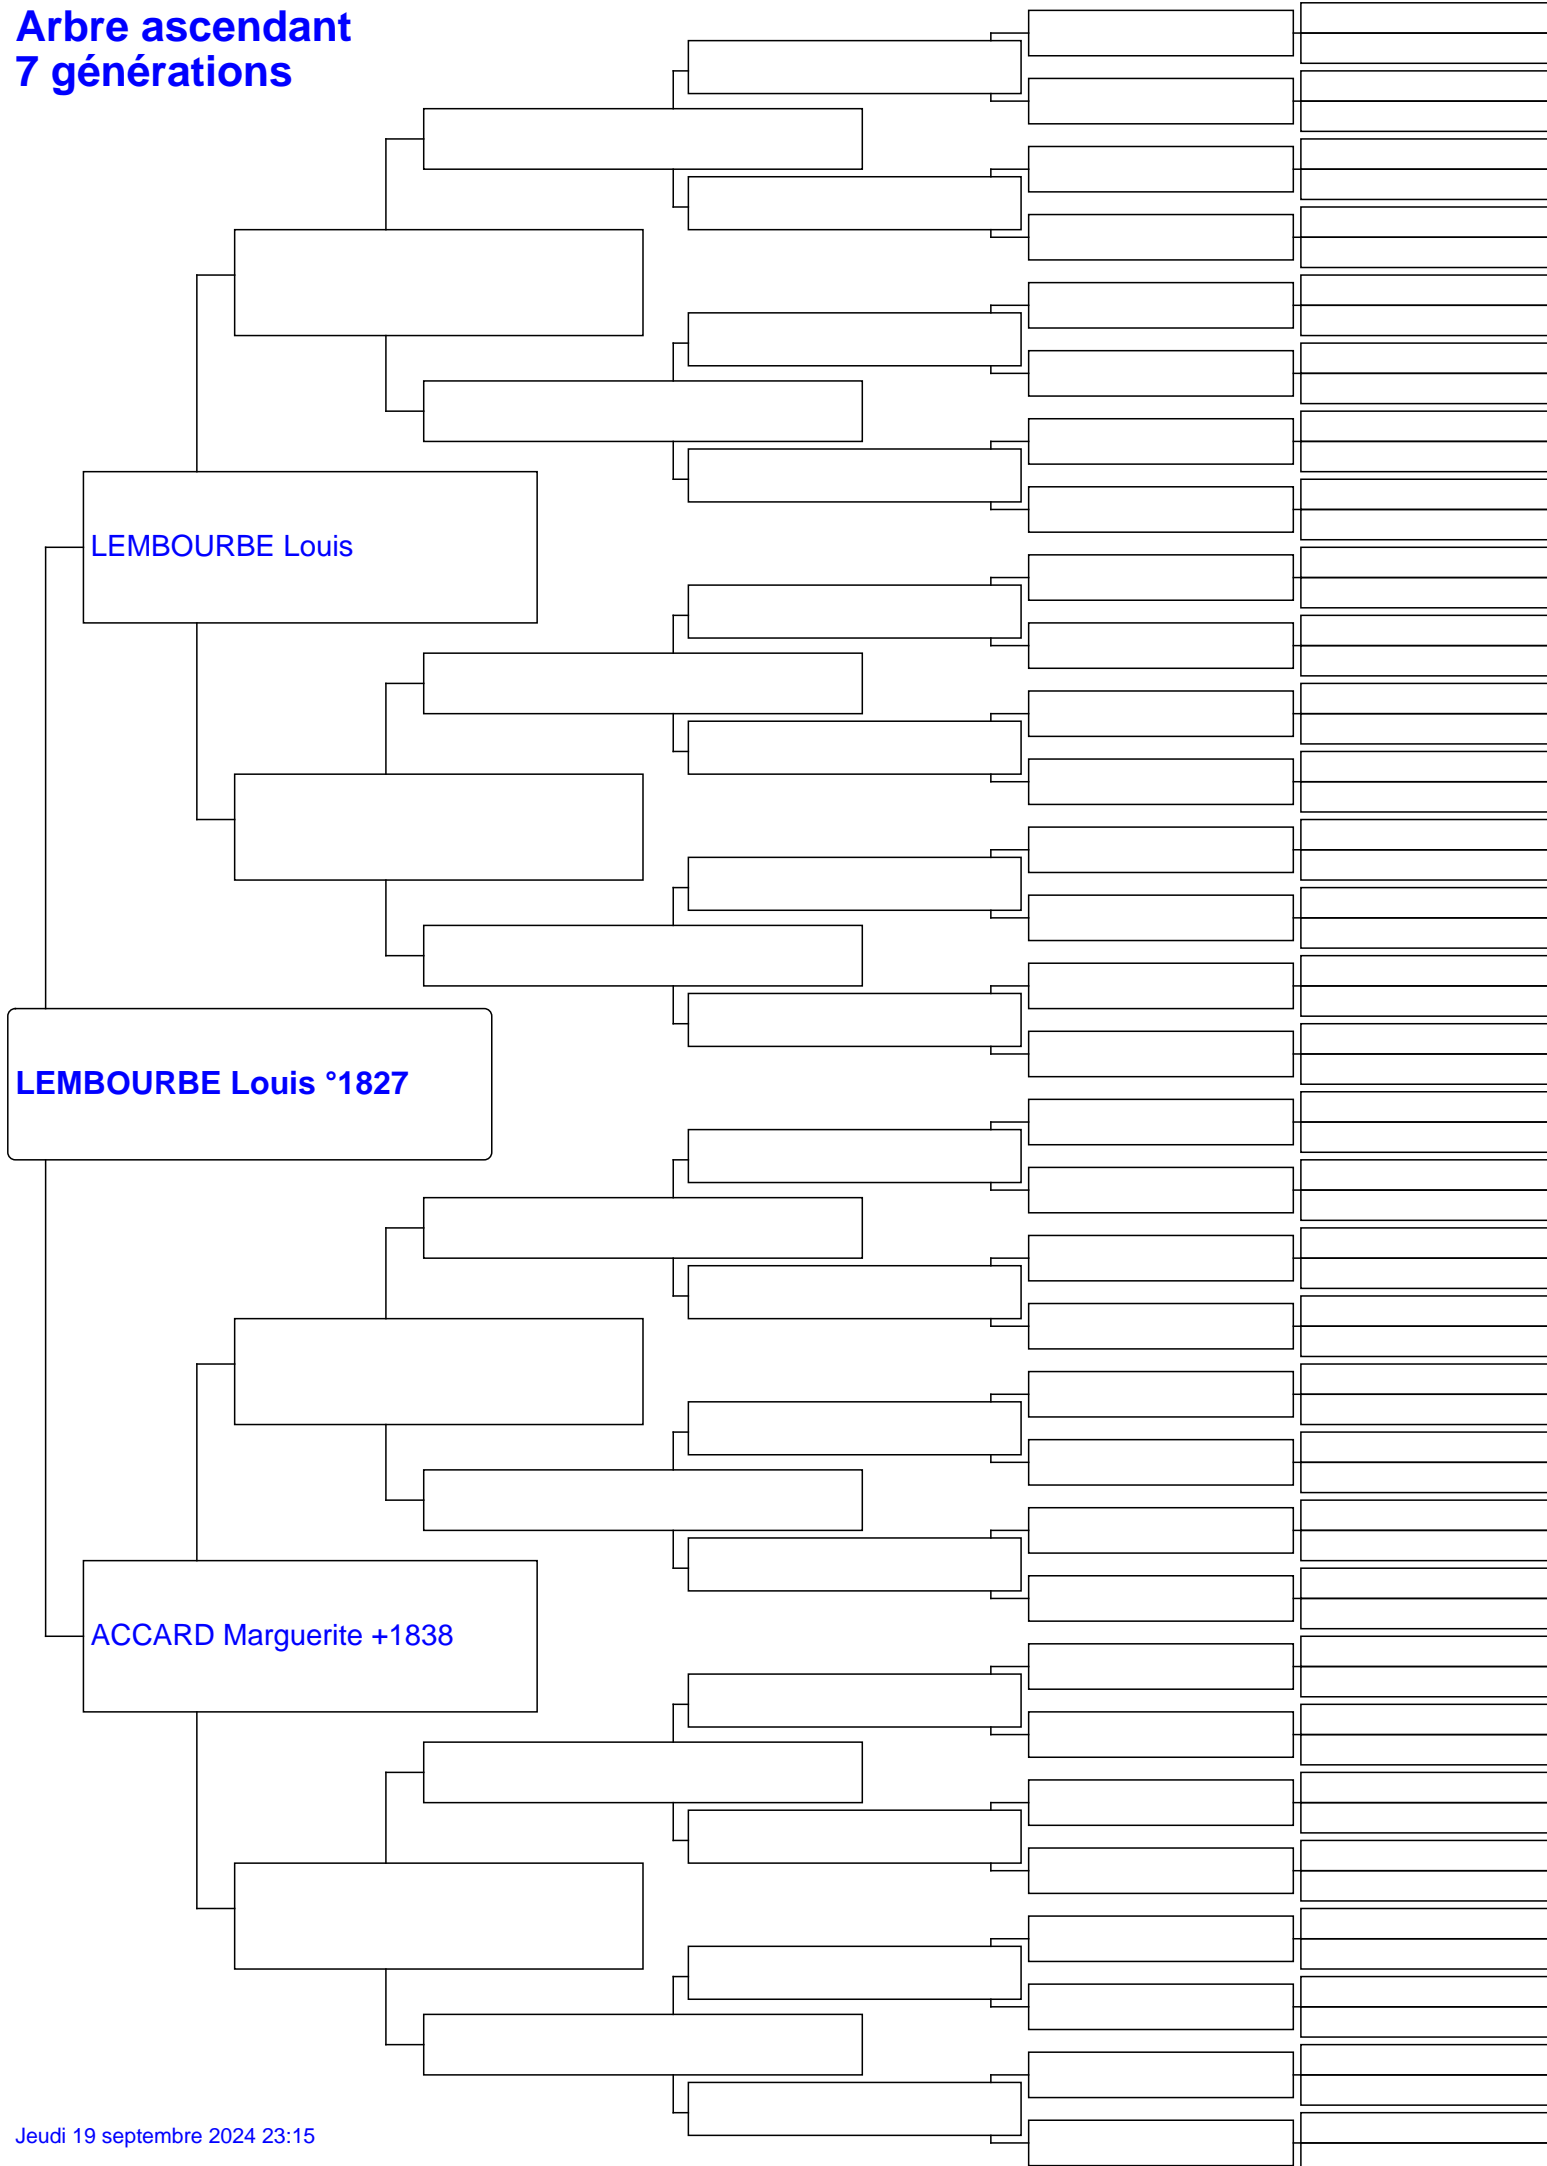 Arbre ascendant
7 générations
LEMBOURBE Louis
LEMBOURBE Louis °1827
ACCARD Marguerite +1838
Jeudi 19 septembre 2024 23:15